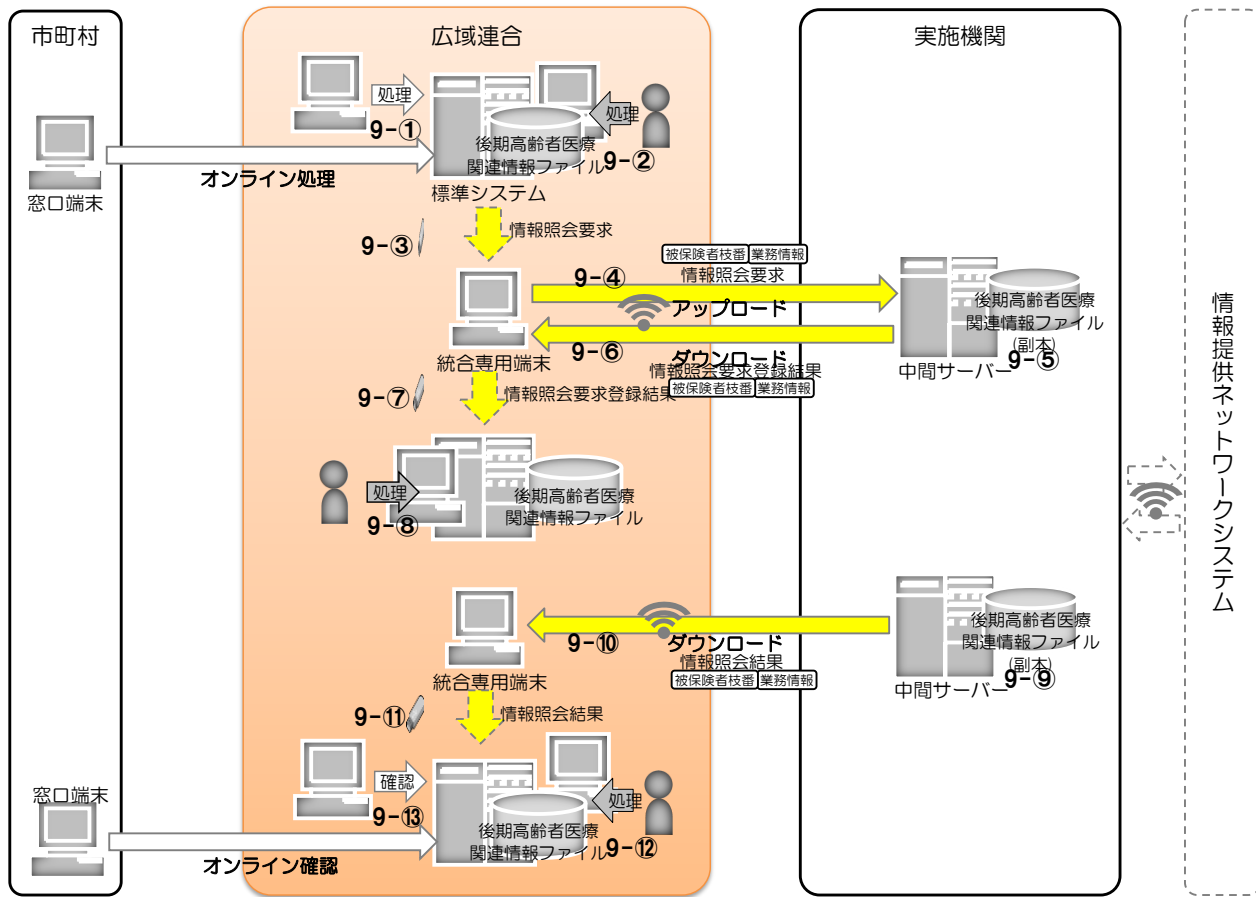 市町村
広域連合
実施機関
処理
9-①
処理
9-②
後期高齢者医療
関連情報ファイル
標準システム
窓口端末
オンライン処理
9-③
情報照会要求
被保険者枝番 業務情報
情報照会要求
9-④
アップロード
統合専用端末
9-⑥
ダウンロード
情報照会要求登録結果
被保険者枝番 業務情報
後期高齢者医療
関連情報ファイル
(副本)
9-⑤
中間サーバー
9-⑦
情報照会要求登録結果
処理
9-⑧
後期高齢者医療
関連情報ファイル
情報提供ネットワークシステム
9-⑩
ダウンロード
情報照会結果
被保険者枝番 業務情報
統合専用端末
後期高齢者医療
関連情報ファイル
(副本)
9-⑨
中間サーバー
9-⑪
情報照会結果
確認
9-⑬
処理
9-⑫
後期高齢者医療
関連情報ファイル
窓口端末
オンライン確認